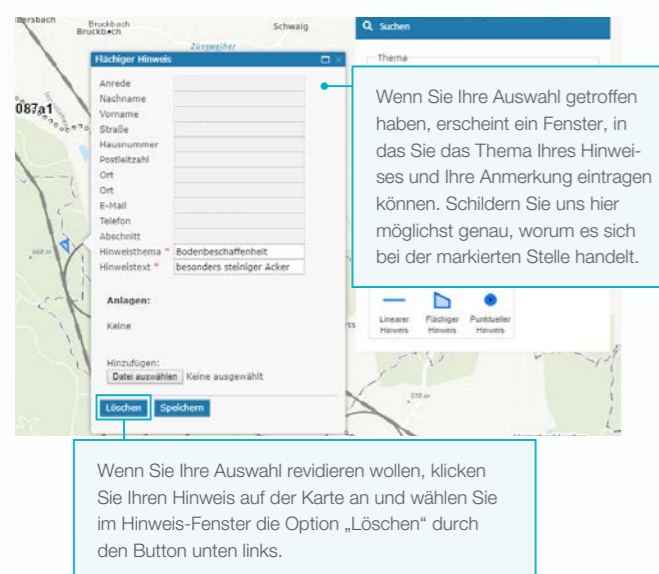 Bruckbach
Bruckbach
Schwaig
Zünsweiher
087a1
Suchen
Thema
Flächiger Hinweis
Anrede
Nachname
Vorname
Straße
Hausnummer
Postleitzahl
Ort
Ort
E-Mail
Telefon
Abschnitt
Hinweisthema * Bodenbeschaffenheit
Hinweistext * besonders steiniger Acker
Anlagen:
Keine
Hinzufügen:
Datei auswählen Keine ausgewählt
Löschen Speichern
Wenn Sie Ihre Auswahl getroffen
haben, erscheint ein Fenster, in
das Sie das Thema Ihres Hinwei-
ses und Ihre Anmerkung eintragen
können. Schildern Sie uns hier
möglichst genau, worum es sich
bei der markierten Stelle handelt.
Linearer Flächiger Punktueller
Hinweis Hinweis Hinweis
Wenn Sie Ihre Auswahl revidieren wollen, klicken
Sie Ihren Hinweis auf der Karte an und wählen Sie
im Hinweis-Fenster die Option „Löschen“ durch
den Button unten links.